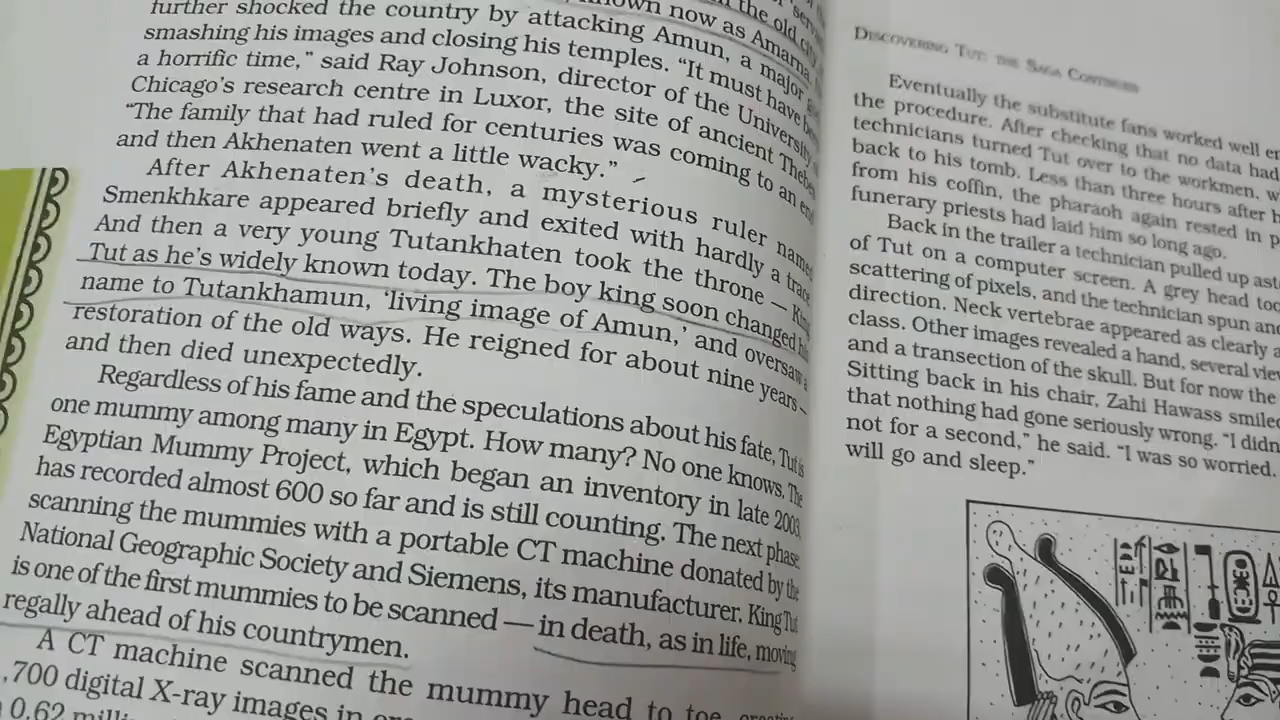 known now as Amarna
further shocked the country by attacking Amun, a major
smashing his images and closing his temples. “It must have
a horrific time,” said Ray Johnson, director of the University
Chicago’s research centre in Luxor, the site of ancient Thebes
“The family that had ruled for centuries was coming to an end
and then Akhenaten went a little wacky.”
After Akhenaten’s death, a mysterious ruler named
Smenkhkare appeared briefly and exited with hardly a trace
And then a very young Tutankhaten took the throne — King
Tut as he’s widely known today. The boy king soon changed his
name to Tutankhamun, ‘living image of Amun,’ and oversaw a
restoration of the old ways. He reigned for about nine years —
and then died unexpectedly.
Regardless of his fame and the speculations about his fate, Tut is
one mummy among many in Egypt. How many? No one knows. The
Egyptian Mummy Project, which began an inventory in late 2003,
has recorded almost 600 so far and is still counting. The next phase
scanning the mummies with a portable CT machine donated by the
National Geographic Society and Siemens, its manufacturer. King Tut
is one of the first mummies to be scanned — in death, as in life, moving
regally ahead of his countrymen.
A CT machine scanned the mummy head to toe,
,700 digital X-ray images in
0.62
DISCOVERING TUT: THE SAGA CONTINUES
Eventually the substitute fans worked well
the procedure. After checking that no data had
technicians turned Tut over to the workmen,
back to his tomb. Less than three hours after
from his coffin, the pharaoh again rested in
funerary priests had laid him so long ago.
Back in the trailer a technician pulled up
of Tut on a computer screen. A grey head
scattering of pixels, and the technician spun and
direction. Neck vertebrae appeared as clearly
class. Other images revealed a hand, several
and a transection of the skull. But for now the
Sitting back in his chair, Zahi Hawass smiled
that nothing had gone seriously wrong. “I
not for a second,” he said. “I was so worried.
will go and sleep.”